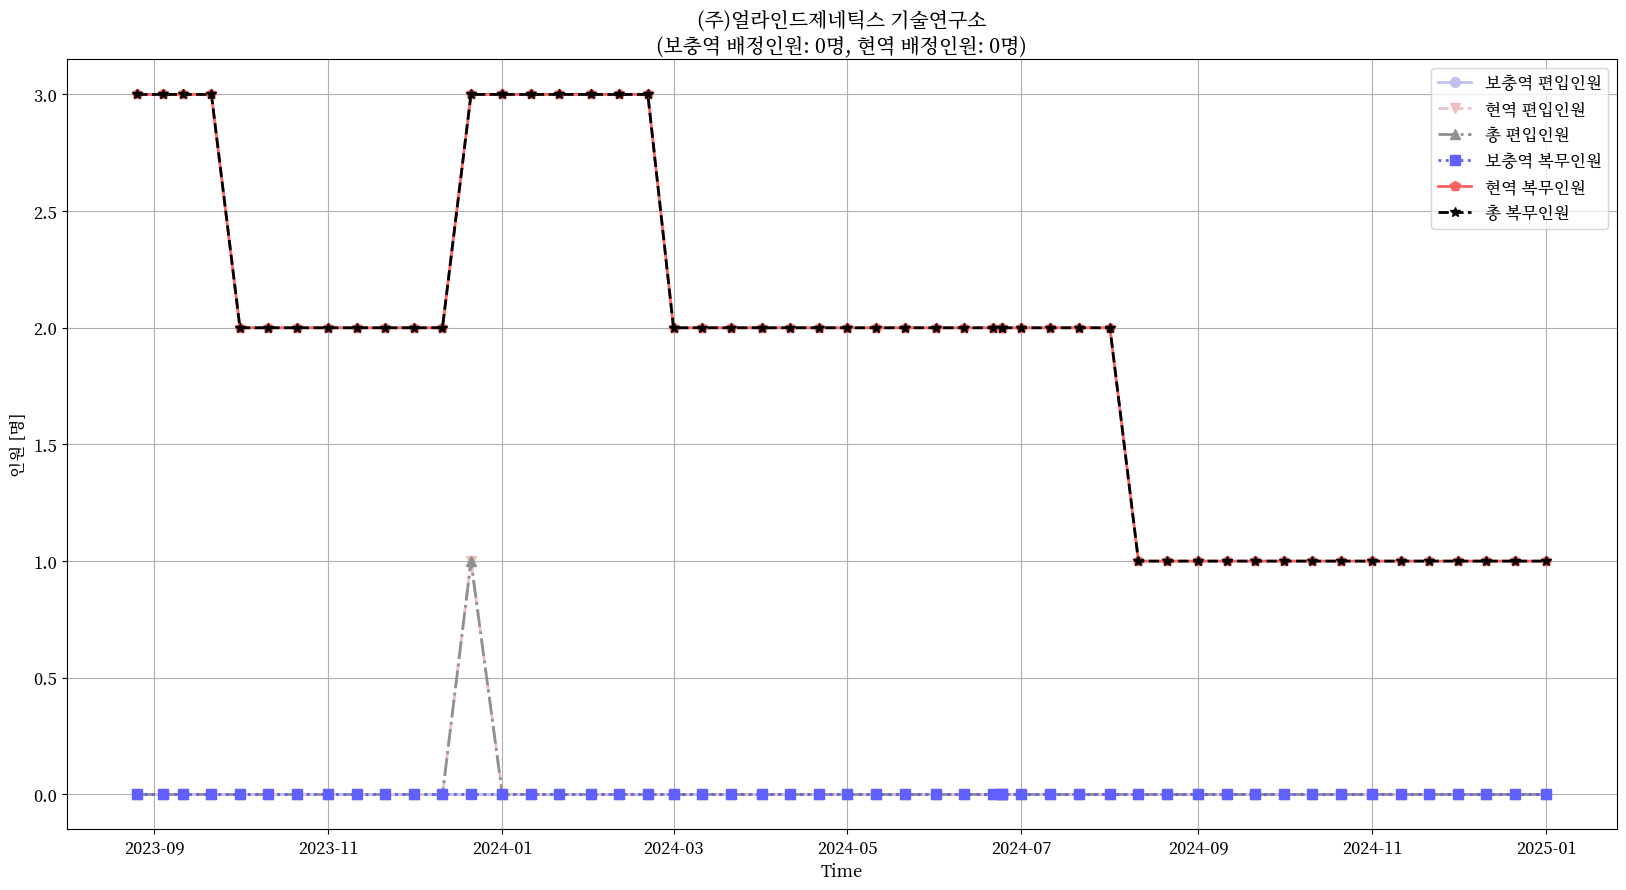 (주)얼라인드제네틱스 기술연구소
(보충역 배정인원: 0명, 현역 배정인원: 0명)
보충역 편입인원
현역 편입인원
총 편입인원
보충역 복무인원
현역 복무인원
총 복무인원
인원 [명]
3.0
2.5
2.0
1.5
1.0
0.5
0.0
2023-09
2023-11
2024-01
2024-03
2024-05
2024-07
2024-09
2024-11
2025-01
Time